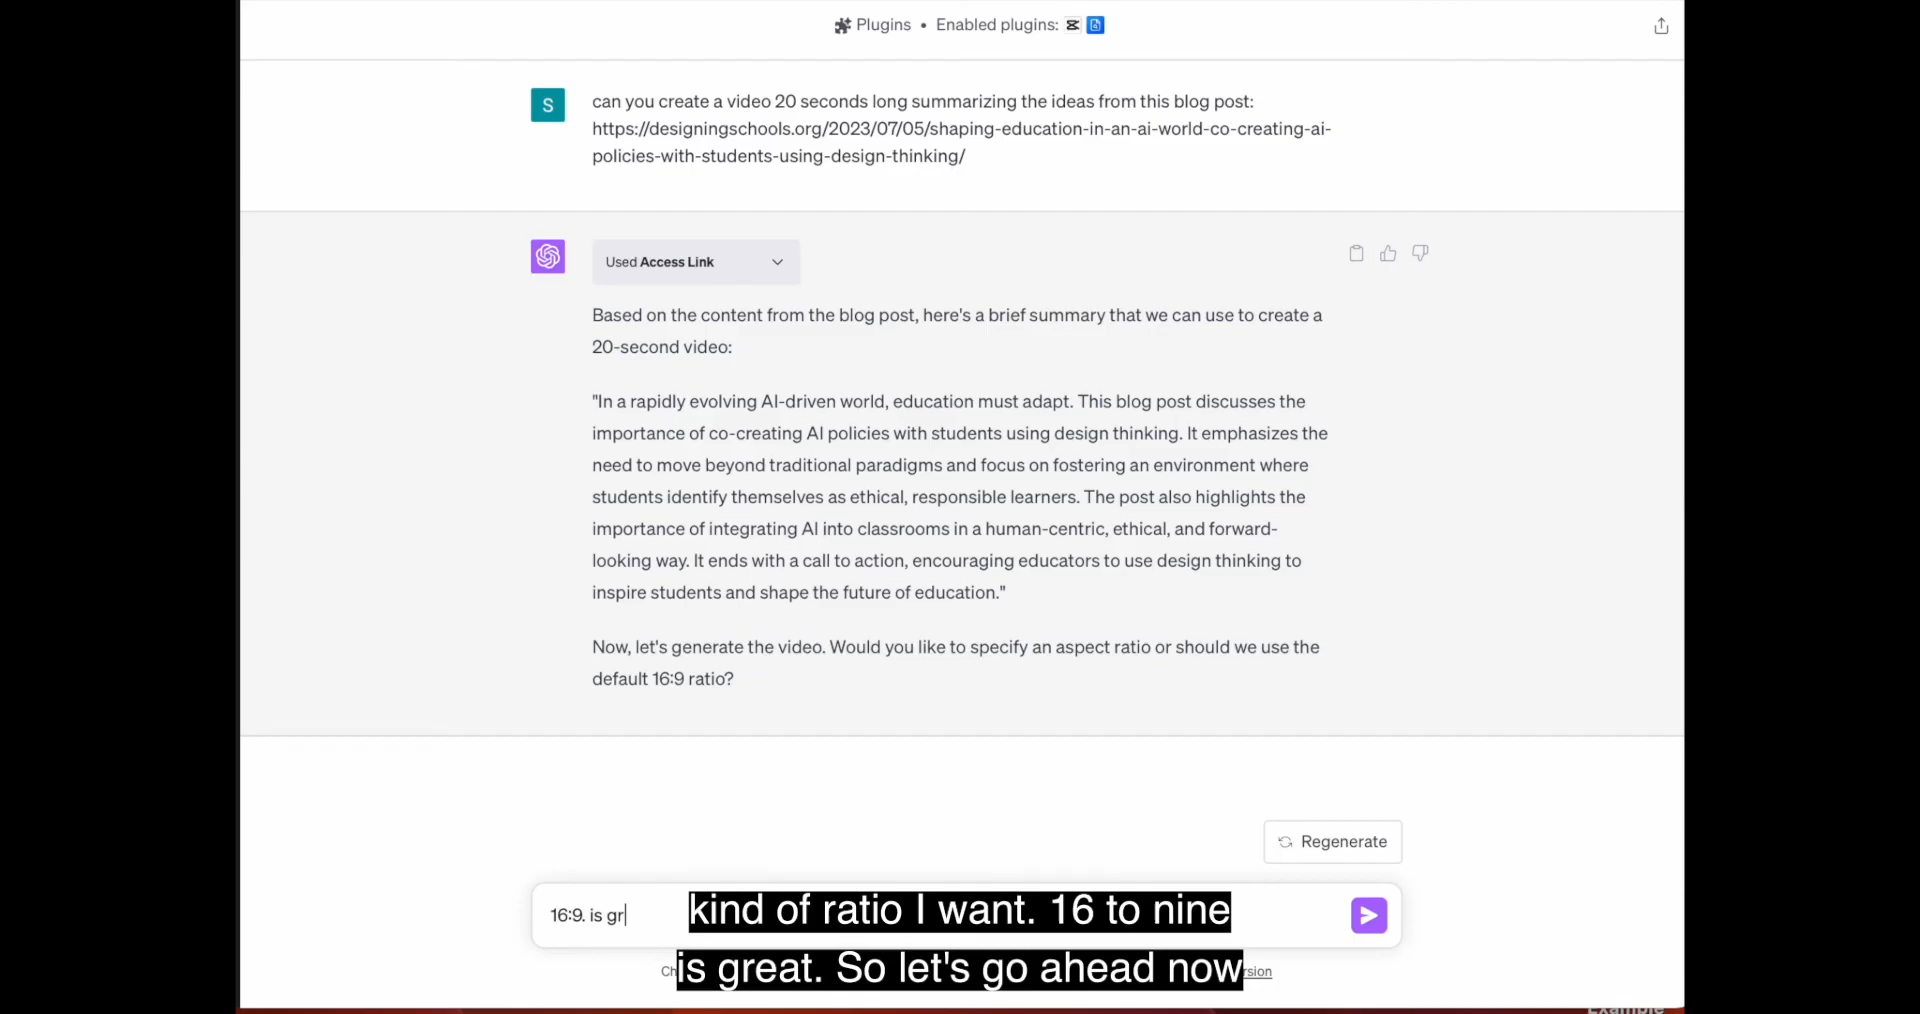 Plugins • Enabled plugins:
S
can you create a video 20 seconds long summarizing the ideas from this blog post:
https://designingschools.org/2023/07/05/shaping-education-in-an-ai-world-co-creating-ai-
policies-with-students-using-design-thinking/
Used Access Link
Based on the content from the blog post, here's a brief summary that we can use to create a
20-second video:
"In a rapidly evolving AI-driven world, education must adapt. This blog post discusses the
importance of co-creating AI policies with students using design thinking. It emphasizes the
need to move beyond traditional paradigms and focus on fostering an environment where
students identify themselves as ethical, responsible learners. The post also highlights the
importance of integrating AI into classrooms in a human-centric, ethical, and forward-
looking way. It ends with a call to action, encouraging educators to use design thinking to
inspire students and shape the future of education."
Now, let's generate the video. Would you like to specify an aspect ratio or should we use the
default 16:9 ratio?
Regenerate
16:9. is gr
kind of ratio I want. 16 to nine
is great. So let's go ahead now